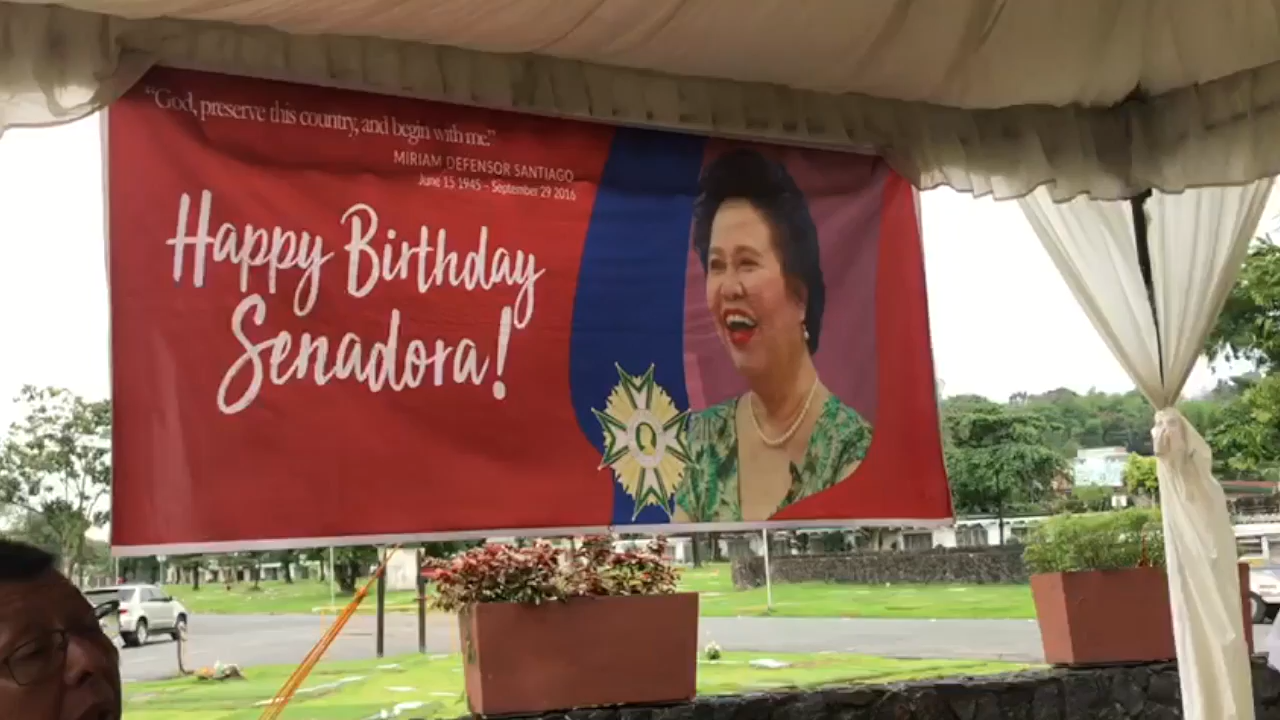 “God, preserve this country, and begin with me.”
MIRIAM DEFENSOR SANTIAGO
June 15 1945 - September 29 2016
Happy Birthday
Senadora!